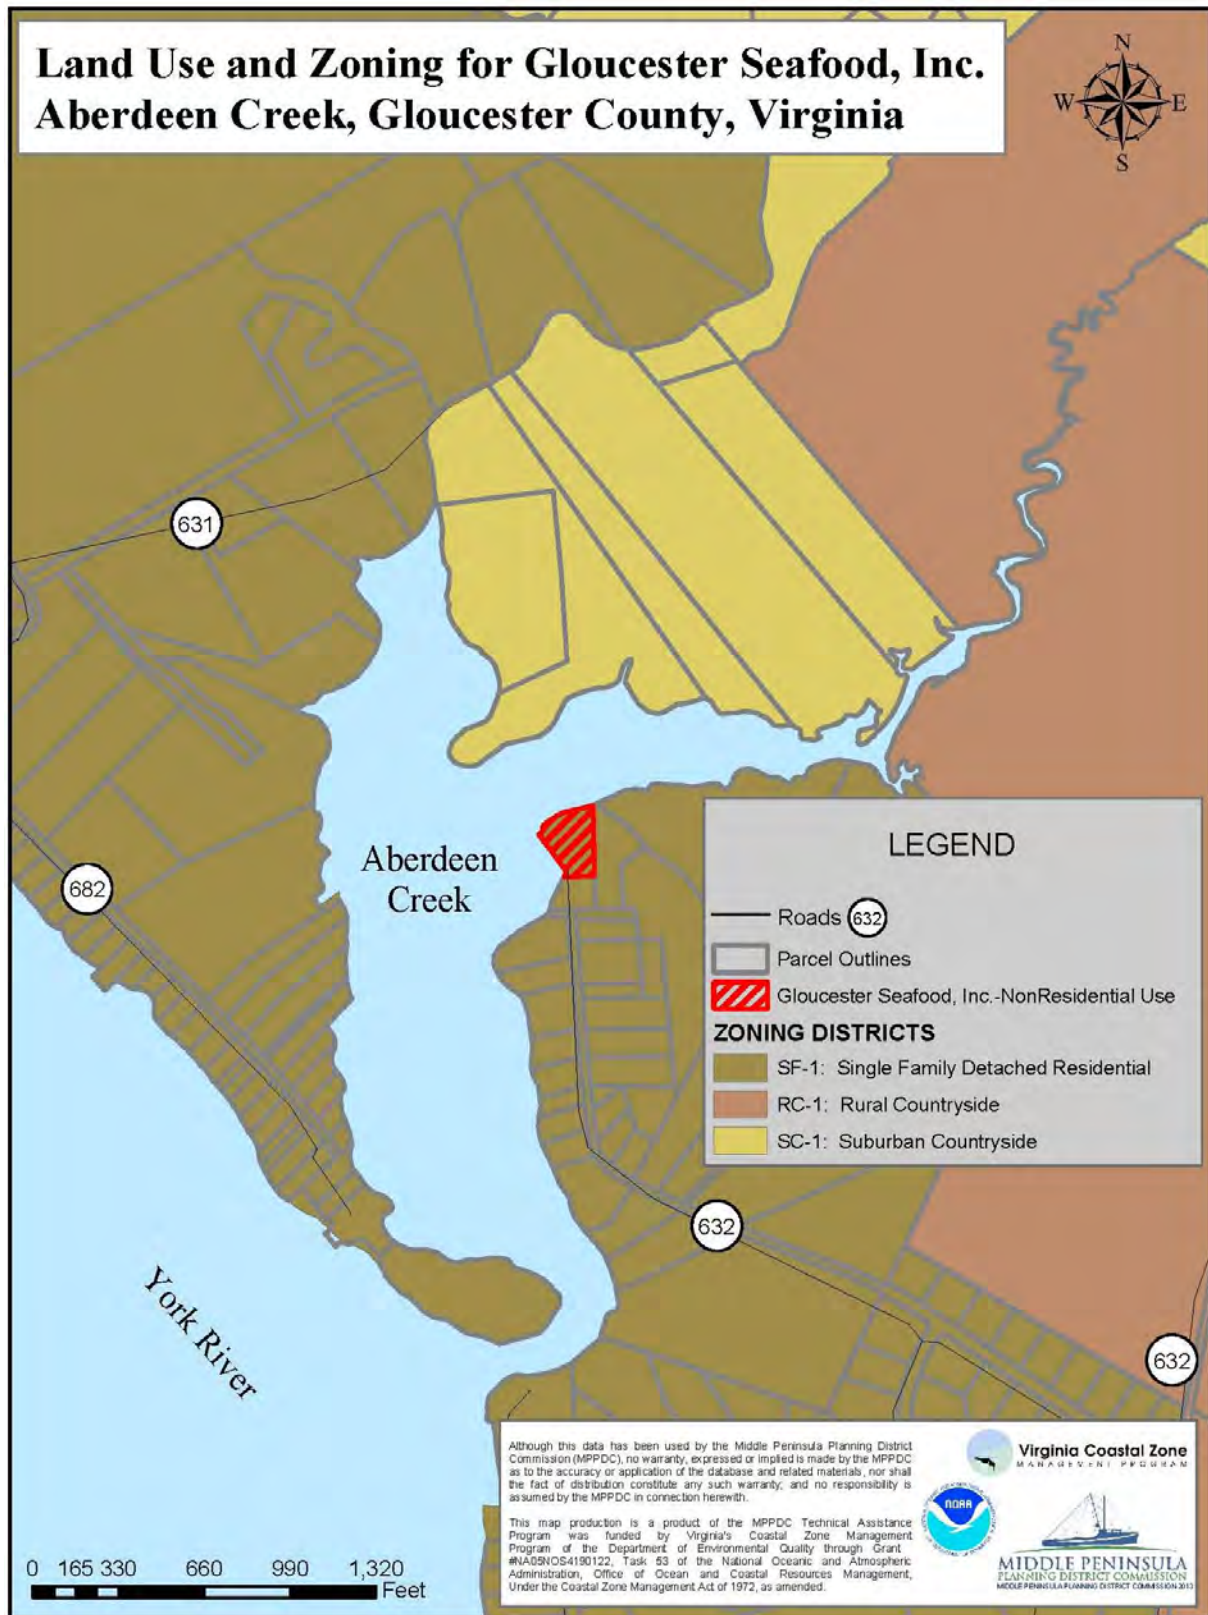 Land Use and Zoning for Gloucester Seafood, Inc.
Aberdeen Creek, Gloucester County, Virginia
N
W E
S
631
682
Aberdeen
Creek
LEGEND
Roads 632
Parcel Outlines
Gloucester Seafood, Inc.-NonResidential Use
ZONING DISTRICTS
SF-1: Single Family Detached Residential
RC-1: Rural Countryside
SC-1: Suburban Countryside
632
York River
632
Although this data has been used by the Middle Peninsula Planning District
Commission (MPPDC), no warranty, expressed or implied is made by the MPPDC
as to the accuracy or application of the database and related materials, nor shall
the fact of distribution constitute any such warranty, and no responsibility is
assumed by the MPPDC in connection herewith.
This map production is a product of the MPPDC Technical Assistance
Program was funded by Virginia's Coastal Zone Management
Program of the Department of Environmental Quality through Grant
#NA05NOS4190122, Task 53 of the National Oceanic and Atmospheric
Administration, Office of Ocean and Coastal Resources Management,
Under the Coastal Zone Management Act of 1972, as amended.
Virginia Coastal Zone
MANAGEMENT PROGRAM
NOAA
MIDDLE PENINSULA
PLANNING DISTRICT COMMISSION
MIDDLE PENINSULA PLANNING DISTRICT COMMISSION 2010
0 165 330 660 990 1,320
Feet